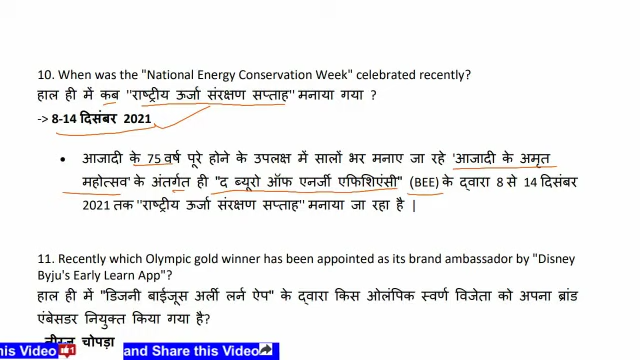 10. When was the "National Energy Conservation Week" celebrated recently?
हाल ही में कब "राष्ट्रीय ऊर्जा संरक्षण सप्ताह" मनाया गया ?
-> 8-14 दिसंबर 2021
• आजादी के 75 वर्ष पूरे होने के उपलक्ष में सालों भर मनाए जा रहे 'आजादी के अमृत
महोत्सव' के अंतर्गत ही "द ब्यूरो ऑफ एनर्जी एफिशिएंसी" (BEE) के द्वारा 8 से 14 दिसंबर
2021 तक "राष्ट्रीय ऊर्जा संरक्षण सप्ताह" मनाया जा रहा है |
11. Recently which Olympic gold winner has been appointed as its brand ambassador by "Disney
Byju's Early Learn App"?
हाल ही में "डिजनी बाईजूस अर्ली लर्न ऐप" के द्वारा किस ओलंपिक स्वर्ण विजेता को अपना ब्रांड
एंबेसडर नियुक्त किया गया है?
नीरज चोपड़ा
his Video and Share this Video